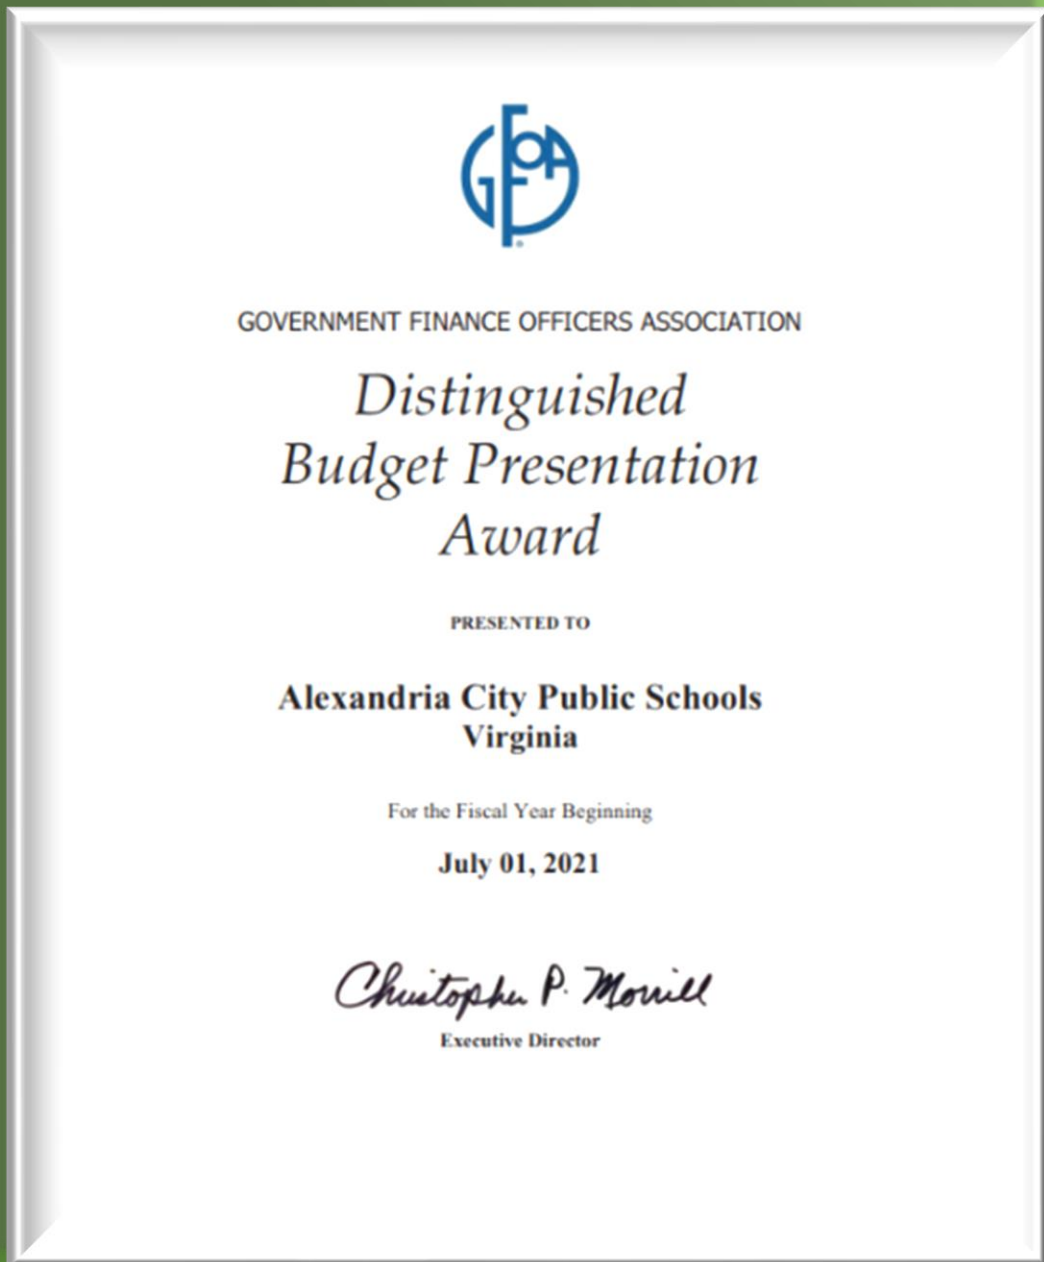 GFOA®
GOVERNMENT FINANCE OFFICERS ASSOCIATION
Distinguished
Budget Presentation
Award
PRESENTED TO
Alexandria City Public Schools
Virginia
For the Fiscal Year Beginning
July 01, 2021
Christopher P. Morrill
Executive Director